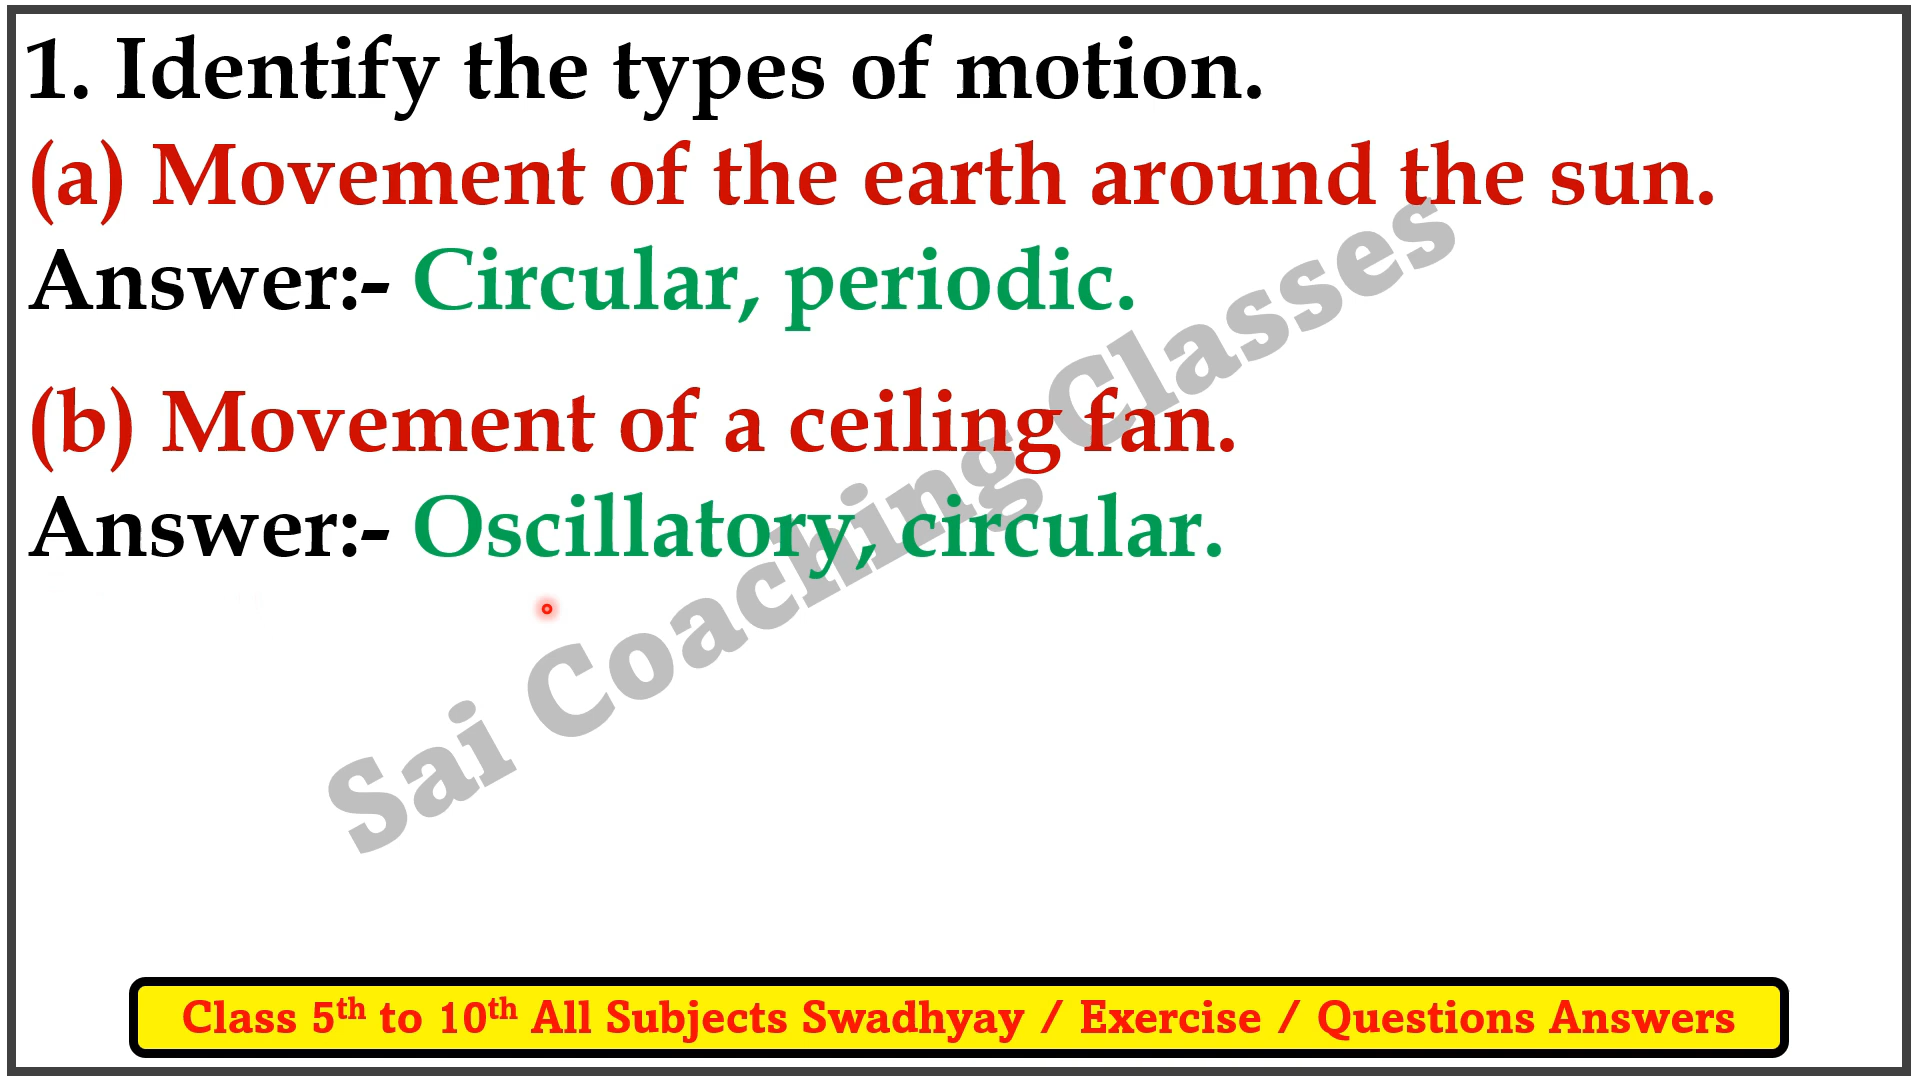 1. Identify the types of motion.
(a) Movement of the earth around the sun.
Answer:- Circular, periodic.
(b) Movement of a ceiling fan.
Answer:- Oscillatory, circular.
Sai Coaching Classes
Class 5th to 10th All Subjects Swadhyay / Exercise / Questions Answers